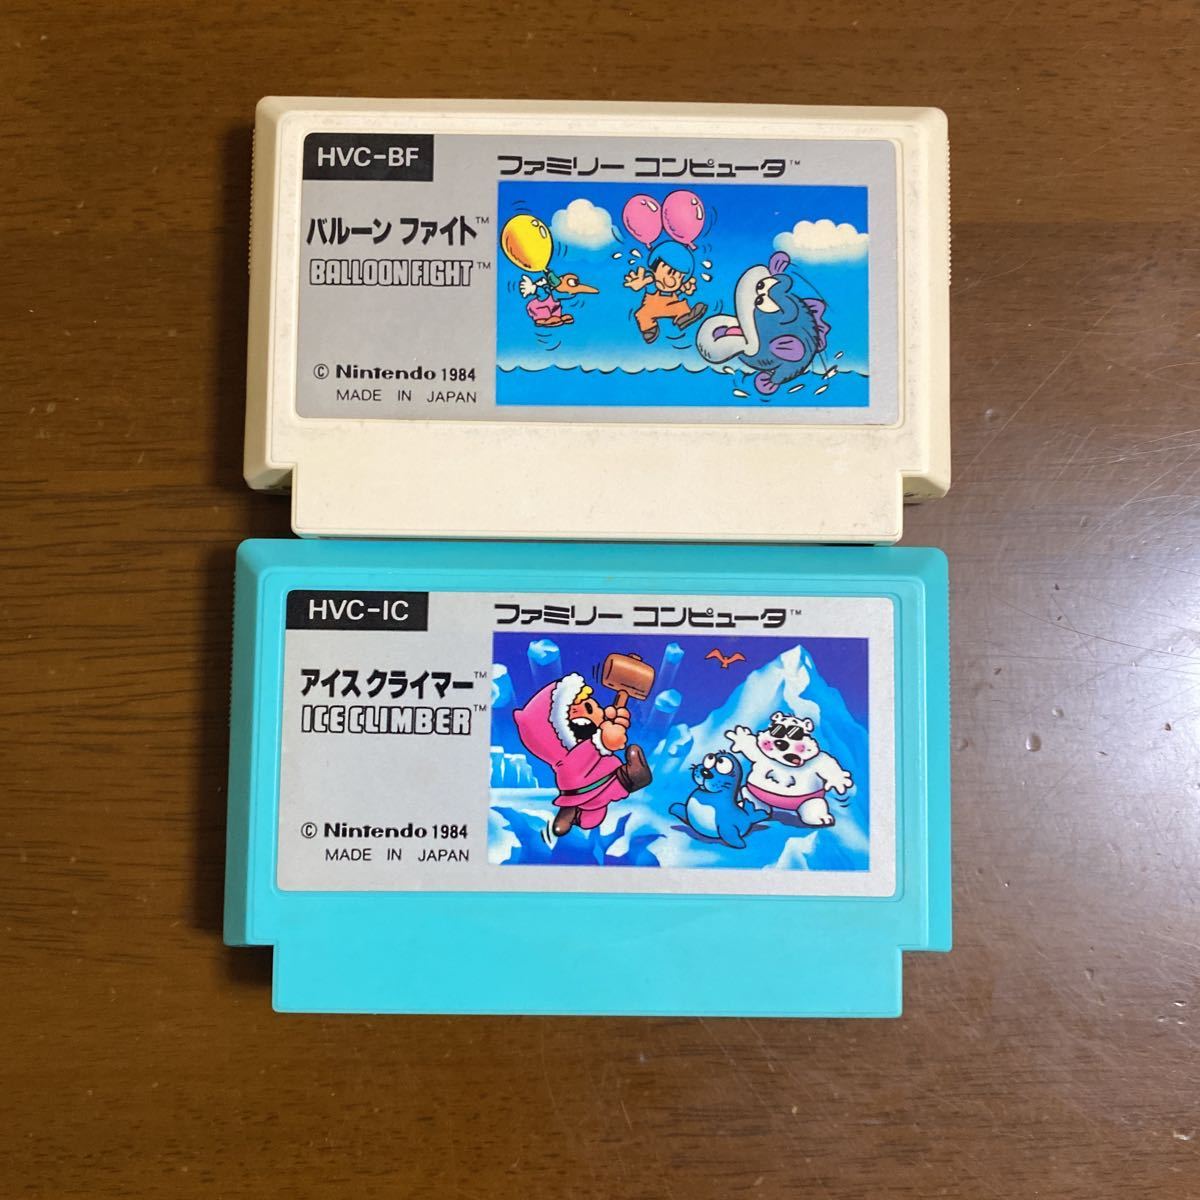 HVC-BF
ファミリー コンピュータ™
バルーン ファイト™
BALLOON FIGHT™
© Nintendo 1984
MADE IN JAPAN
HVC-IC
ファミリー コンピュータ™
アイス クライマー™
ICE CLIMBER™
© Nintendo 1984
MADE IN JAPAN